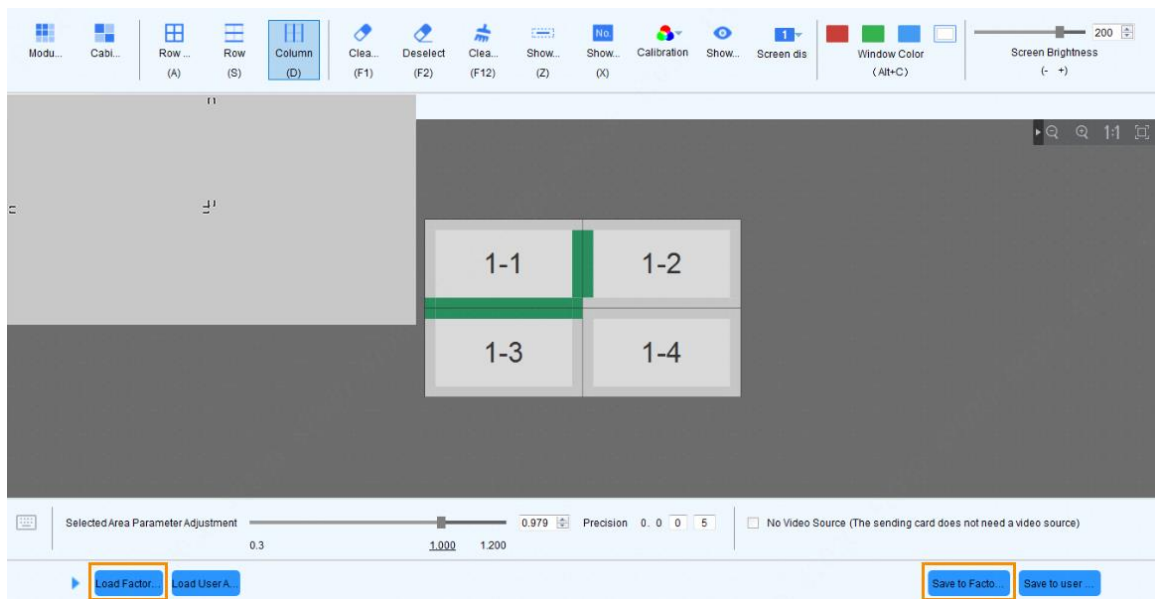 Modu... Cabi... Row ... Row Column Clea... Deselect Clea... Show... Show... Calibration Show... Screen dis Window Color Screen Brightness
(A) (S) (D) (F1) (F2) (F12) (Z) (X) (Alt+C) (- +)
No.
1
200
1:1
1-1 1-2
1-3 1-4
Selected Area Parameter Adjustment 0.979 Precision 0. 0 0 5 No Video Source (The sending card does not need a video source)
0.3 1.000 1.200
Load Factor... Load User A... Save to Facto... Save to user ...